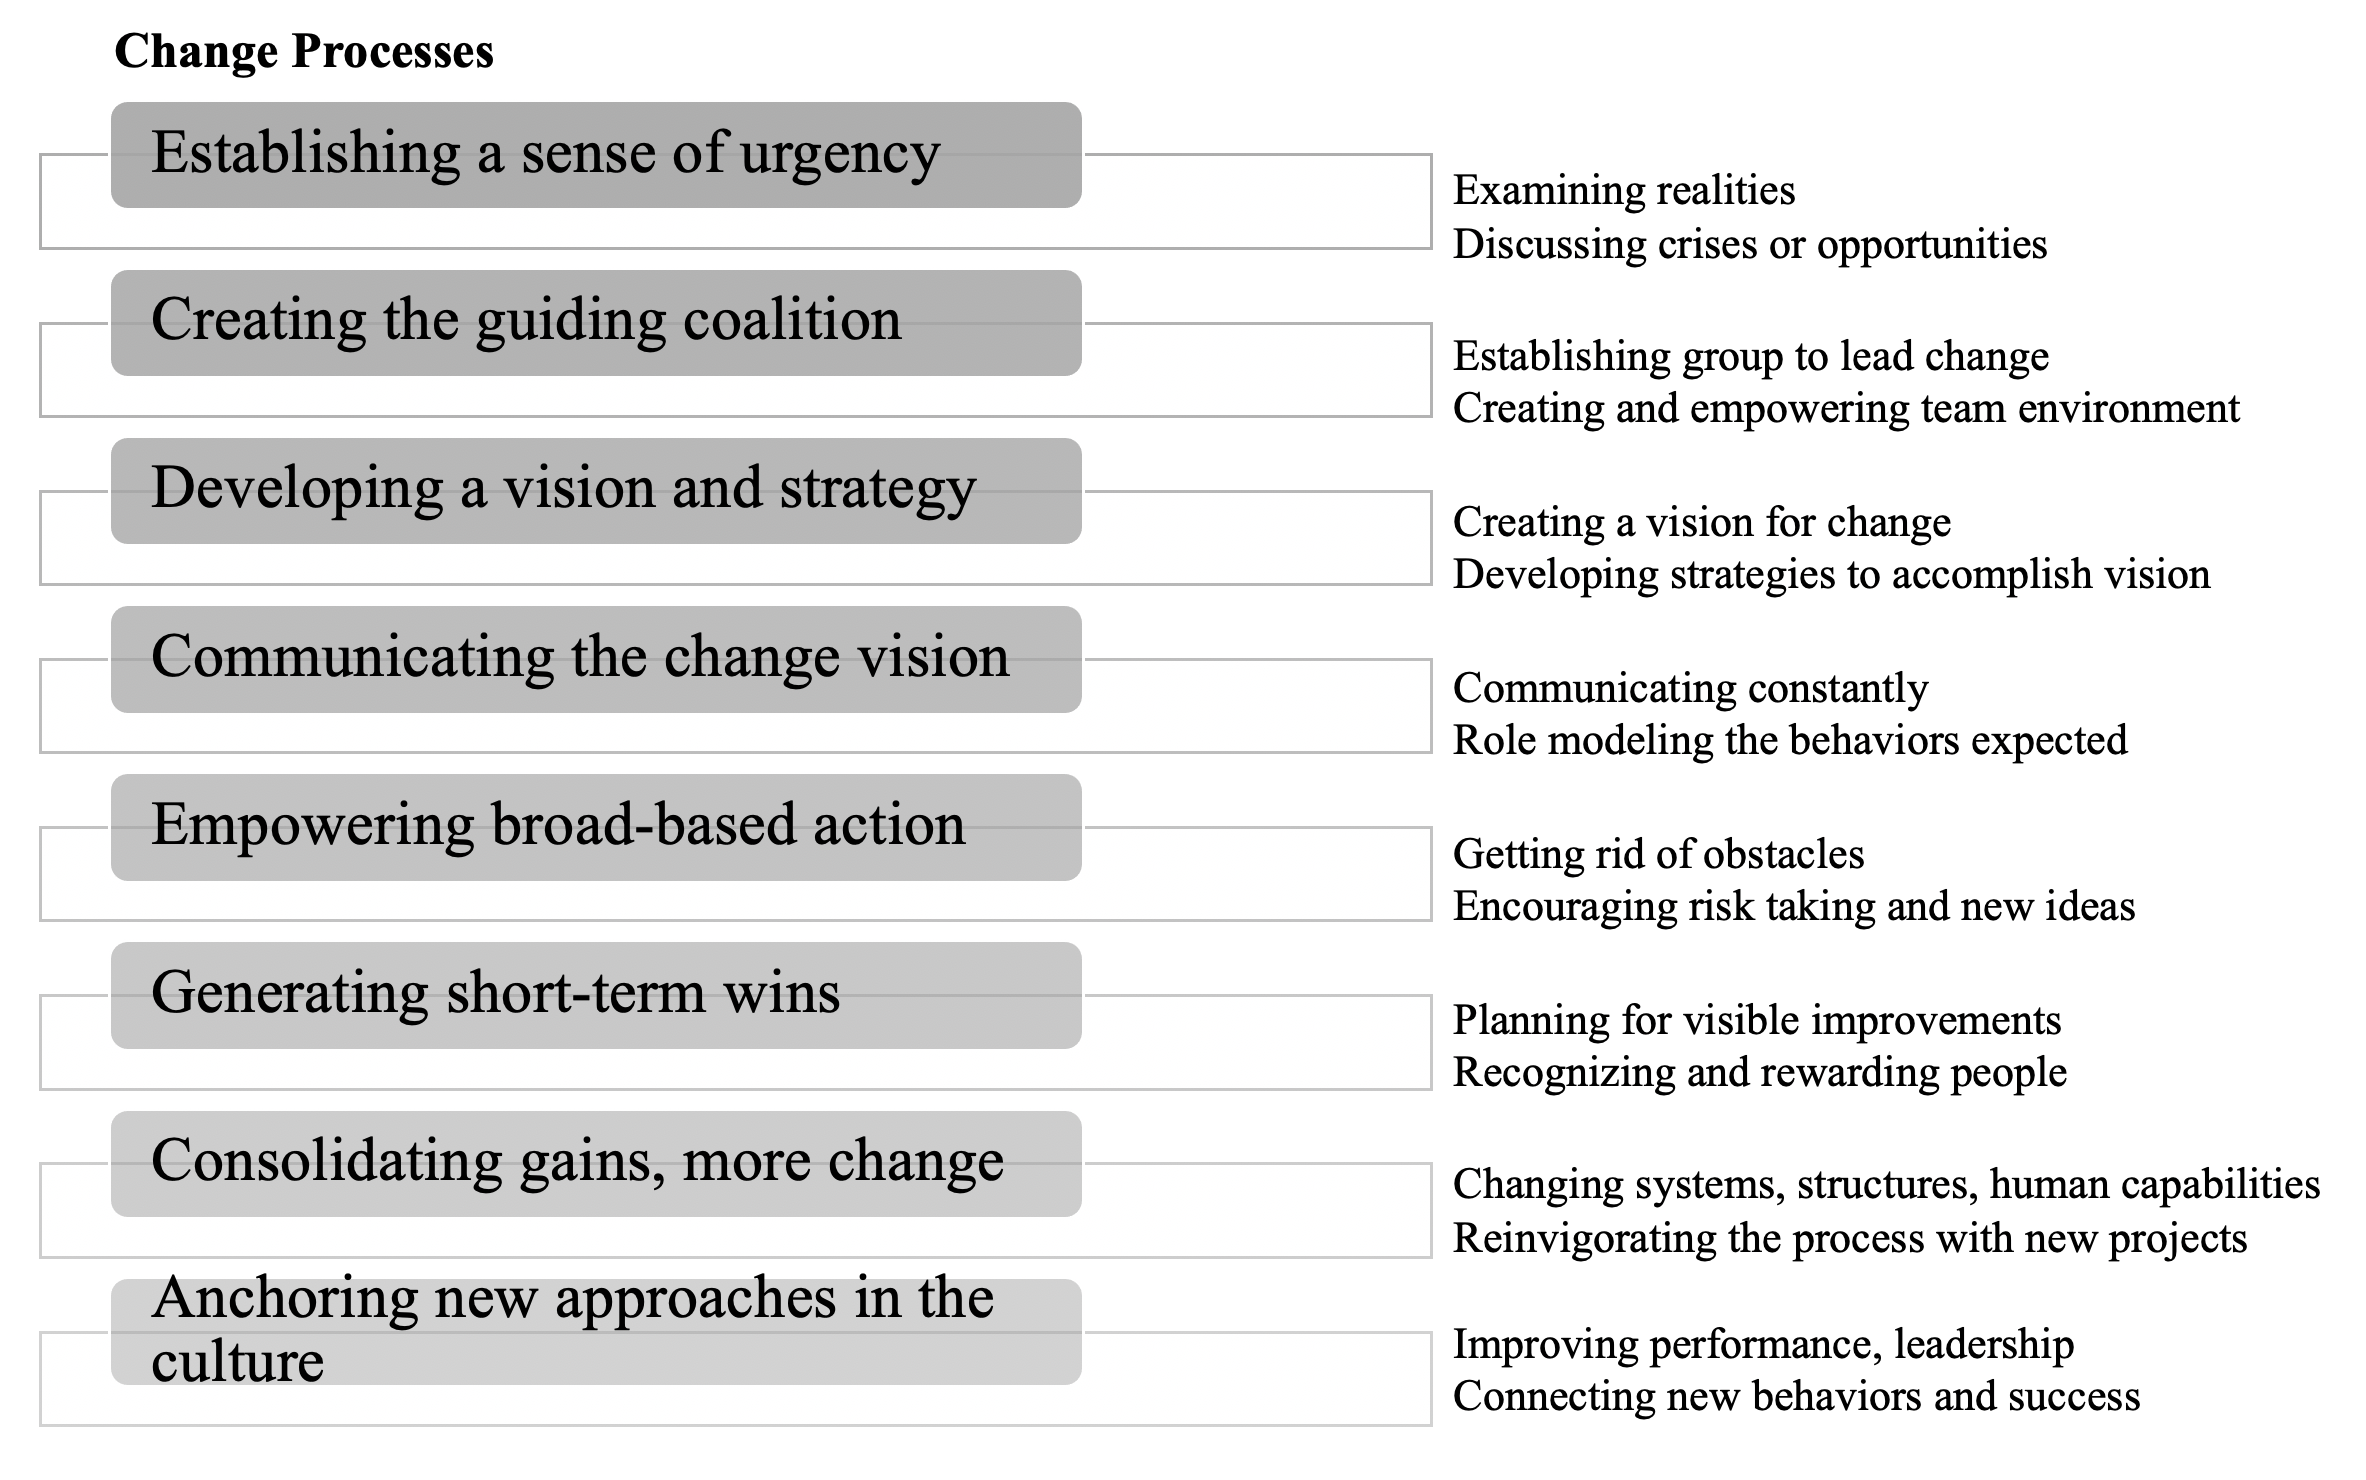 Change Processes
Establishing a sense of urgency
Examining realities
Discussing crises or opportunities
Creating the guiding coalition
Establishing group to lead change
Creating and empowering team environment
Developing a vision and strategy
Creating a vision for change
Developing strategies to accomplish vision
Communicating the change vision
Communicating constantly
Role modeling the behaviors expected
Empowering broad-based action
Getting rid of obstacles
Encouraging risk taking and new ideas
Generating short-term wins
Planning for visible improvements
Recognizing and rewarding people
Consolidating gains, more change
Changing systems, structures, human capabilities
Reinvigorating the process with new projects
Anchoring new approaches in the
culture
Improving performance, leadership
Connecting new behaviors and success